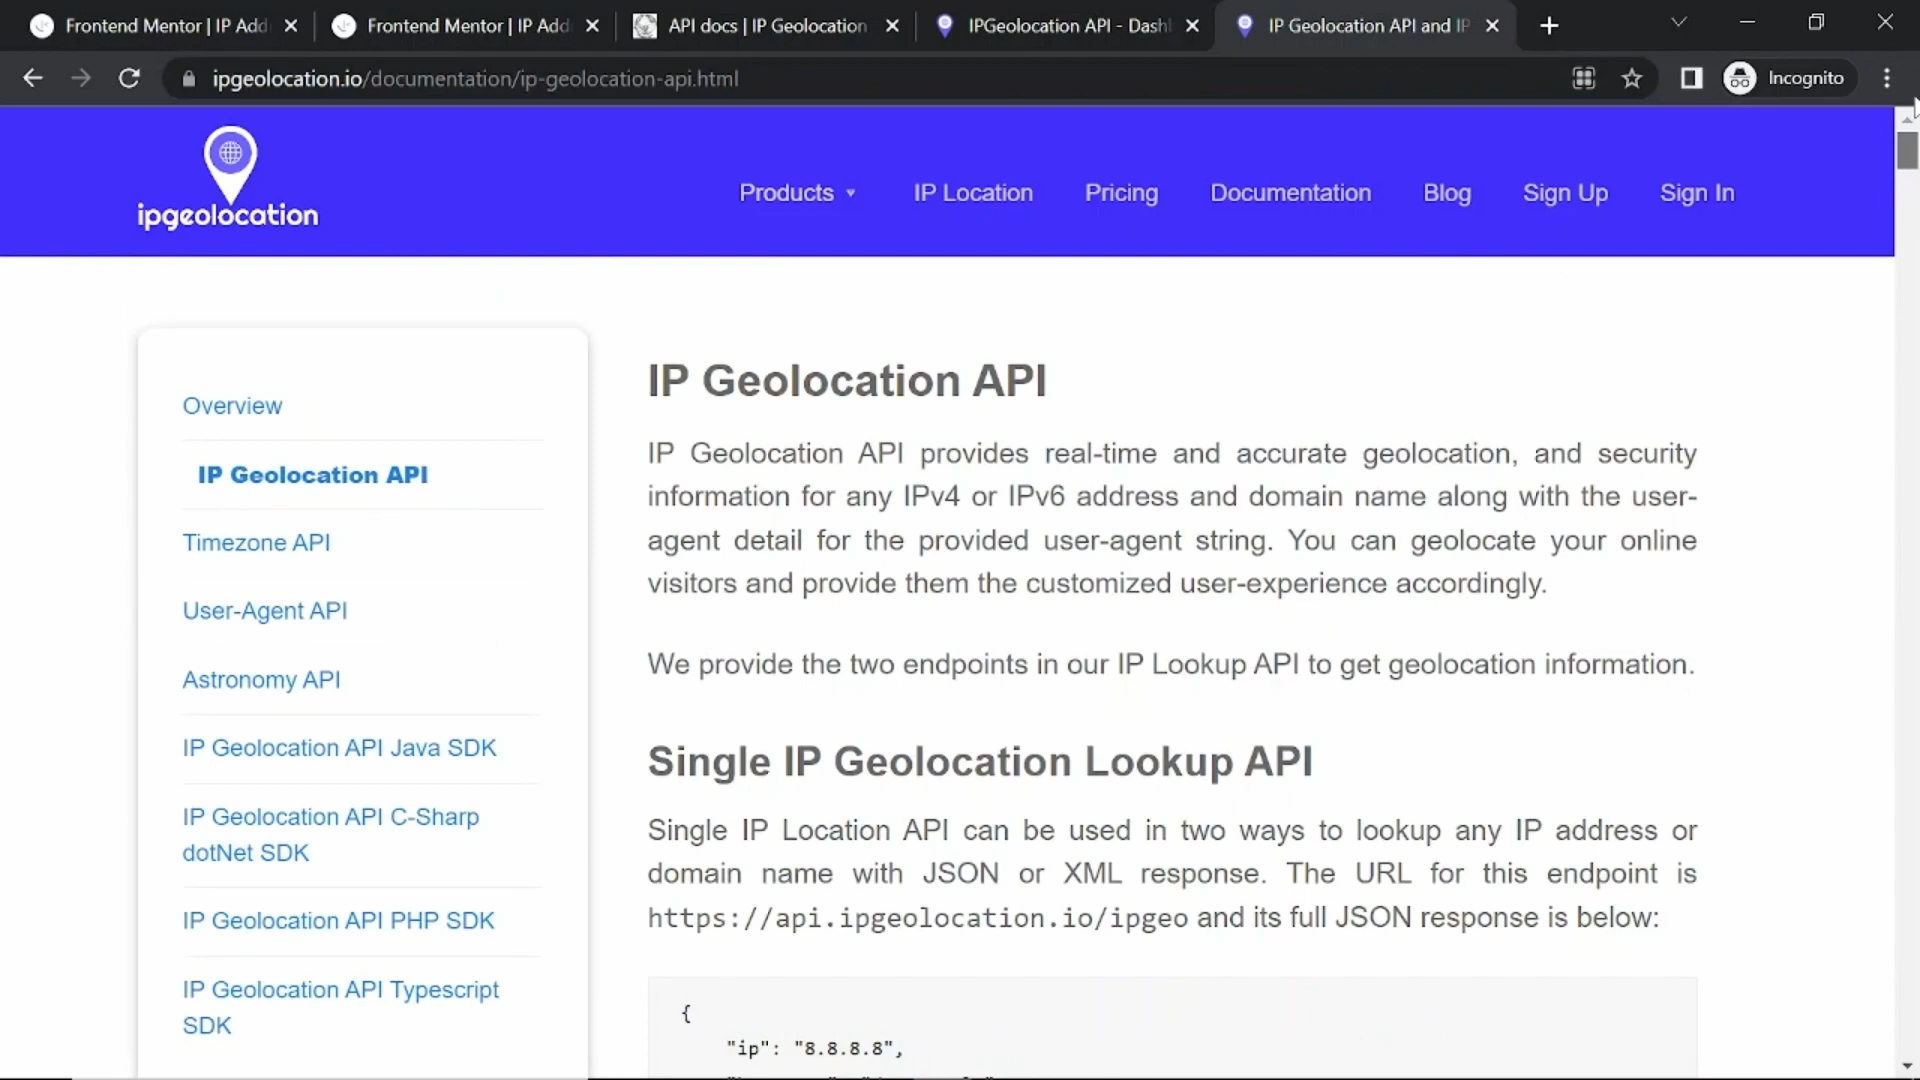 Frontend Mentor | IP Add
Frontend Mentor | IP Add
API docs | IP Geolocation
IPGeolocation API - Dash
IP Geolocation API and IP
ipgeolocation.io/documentation/ip-geolocation-api.html
Incognito
ipgeolocation
Products
IP Location
Pricing
Documentation
Blog
Sign Up
Sign In
Overview
IP Geolocation API
Timezone API
User-Agent API
Astronomy API
IP Geolocation API Java SDK
IP Geolocation API C-Sharp
dotNet SDK
IP Geolocation API PHP SDK
IP Geolocation API Typescript
SDK
IP Geolocation API
IP Geolocation API provides real-time and accurate geolocation, and security
information for any IPv4 or IPv6 address and domain name along with the user-
agent detail for the provided user-agent string. You can geolocate your online
visitors and provide them the customized user-experience accordingly.
We provide the two endpoints in our IP Lookup API to get geolocation information.
Single IP Geolocation Lookup API
Single IP Location API can be used in two ways to lookup any IP address or
domain name with JSON or XML response. The URL for this endpoint is
https://api.ipgeolocation.io/ipgeo and its full JSON response is below:
{
"ip": "8.8.8.8",